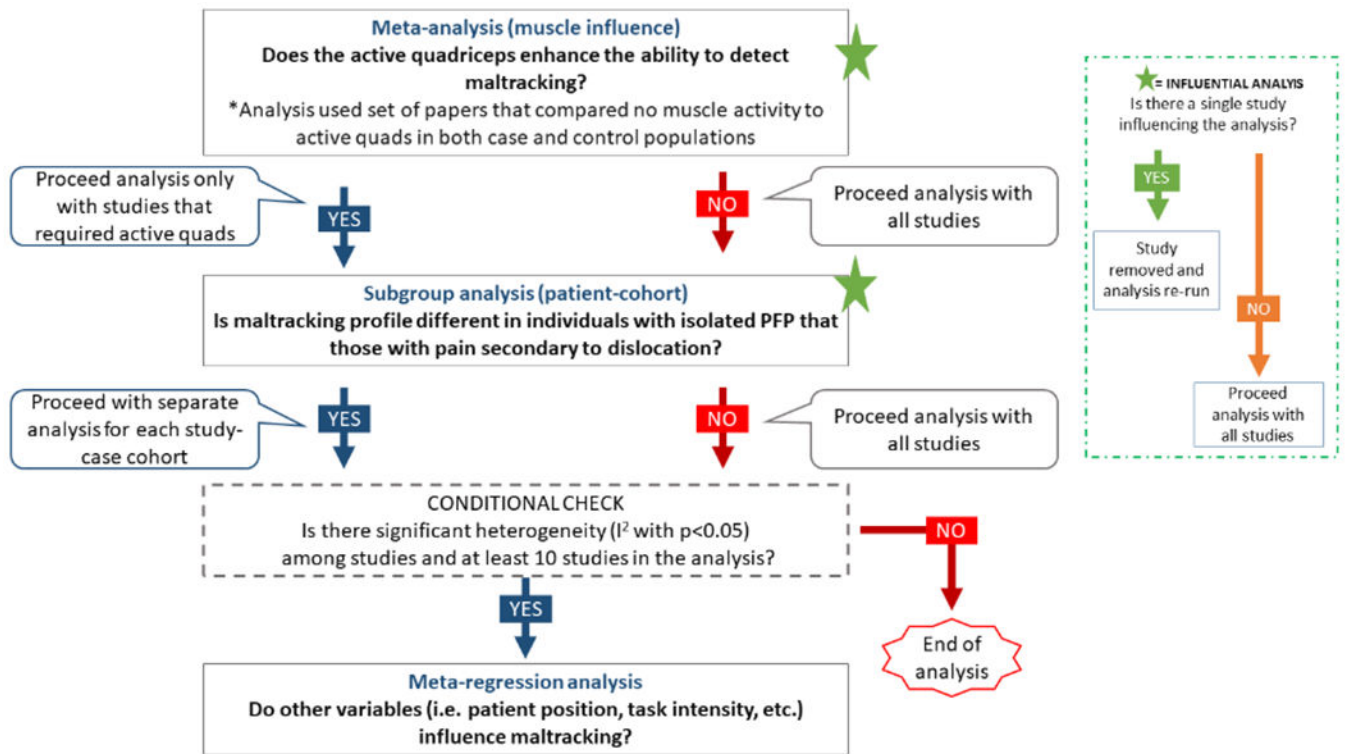 Meta-analysis (muscle influence)
Does the active quadriceps enhance the ability to detect
maltracking?
*Analysis used set of papers that compared no muscle activity to
active quads in both case and control populations
Proceed analysis only
with studies that
required active quads
YES
NO
Proceed analysis with
all studies
Subgroup analysis (patient-cohort)
Is maltracking profile different in individuals with isolated PFP that
those with pain secondary to dislocation?
Proceed with separate
analysis for each study-
case cohort
YES
NO
Proceed analysis with
all studies
CONDITIONAL CHECK
Is there significant heterogeneity (I² with p<0.05)
among studies and at least 10 studies in the analysis?
NO
YES
End of
analysis
Meta-regression analysis
Do other variables (i.e. patient position, task intensity, etc.)
influence maltracking?
= INFLUENTIAL ANALYIS
Is there a single study
influencing the analysis?
YES
Study
removed and
analysis re-run
NO
Proceed
analysis with
all studies